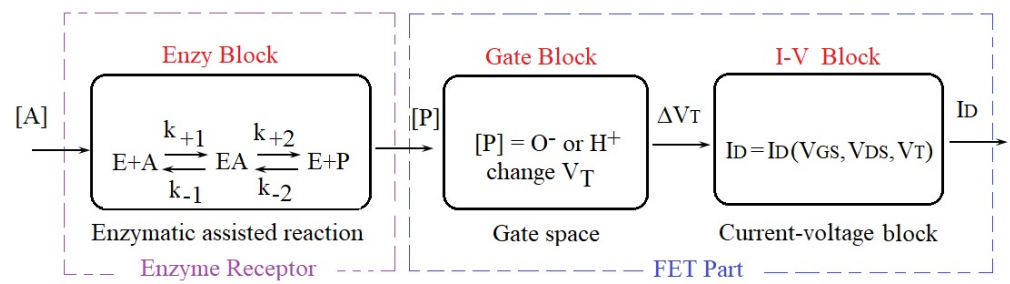 Enzy Block
Gate Block
I-V Block
[A]
[P]
ΔVT
ID
k+1
k+2
E+A
EA
E+P
k-1
k-2
[P] = O⁻ or H⁺
change VT
ID=ID(VGS,VDS,VT)
Enzymatic assisted reaction
Gate space
Current-voltage block
Enzyme Receptor
FET Part